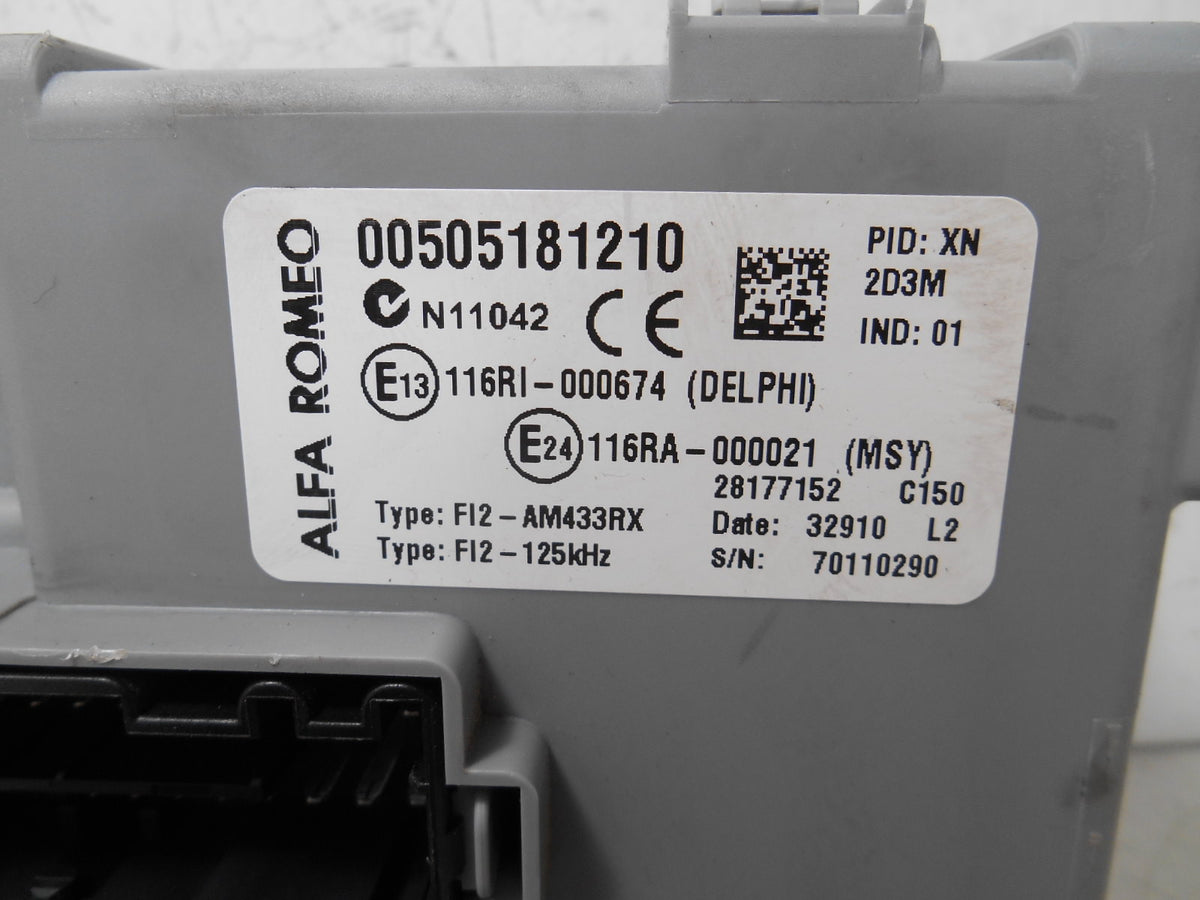 ALFA ROMEO
00505181210
N11042 CE
PID: XN
2D3M
IND: 01
E13 116RI-000674 (DELPHI)
E24 116RA-000021 (MSY)
28177152 C150
Type: FI2-AM433RX
Date: 32910 L2
Type: FI2-125kHz
S/N: 70110290